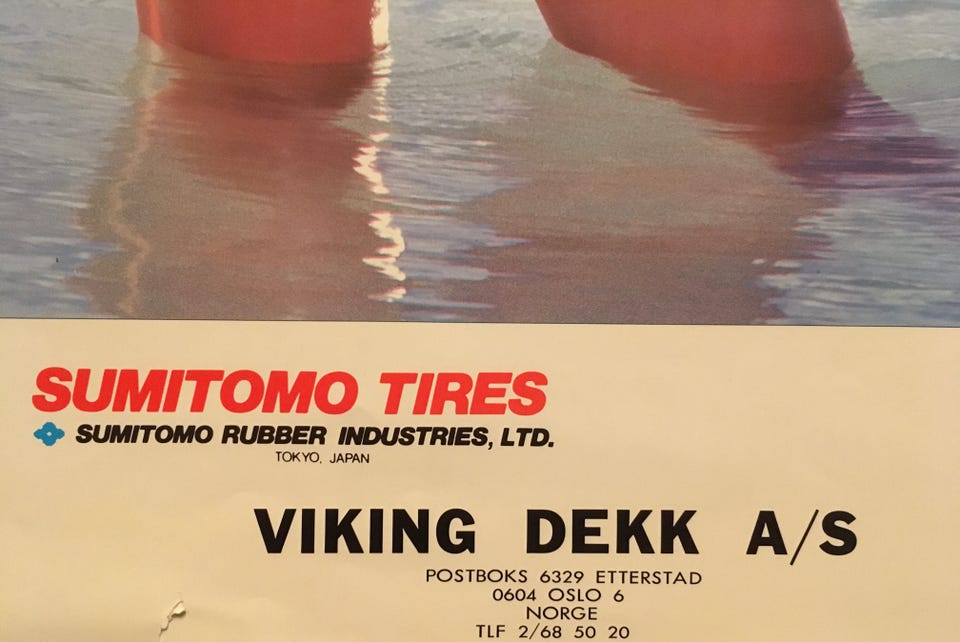 SUMITOMO TIRES
SUMITOMO RUBBER INDUSTRIES, LTD.
TOKYO, JAPAN
VIKING DEKK A/S
POSTBOKS 6329 ETTERSTAD
0604 OSLO 6
NORGE
TLF 2/68 50 20